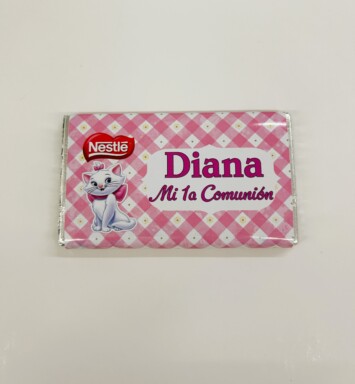 Nestlé
Diana
Mi 1a Comunión